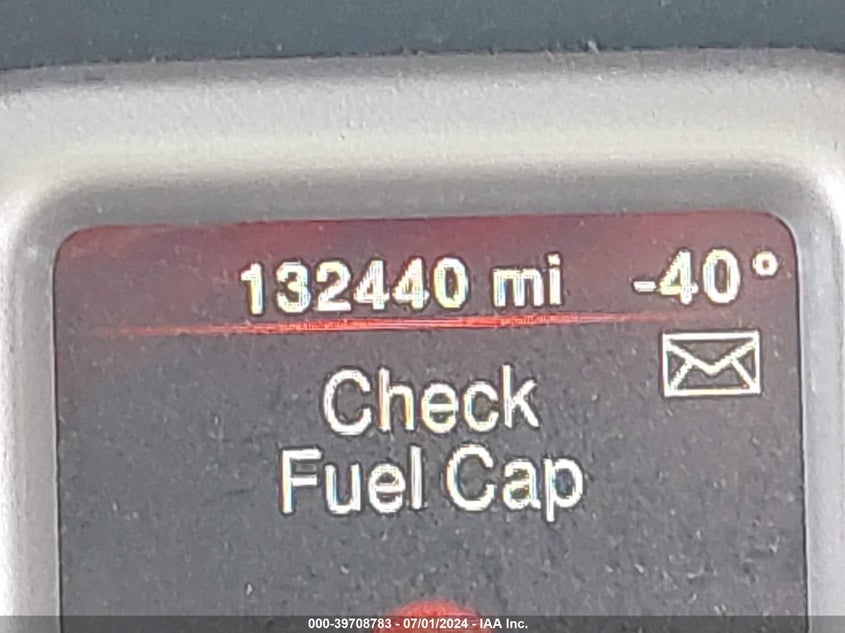 132440 mi -40°
Check
Fuel Cap
000-39708783 - 07/01/2024 - IAA Inc.